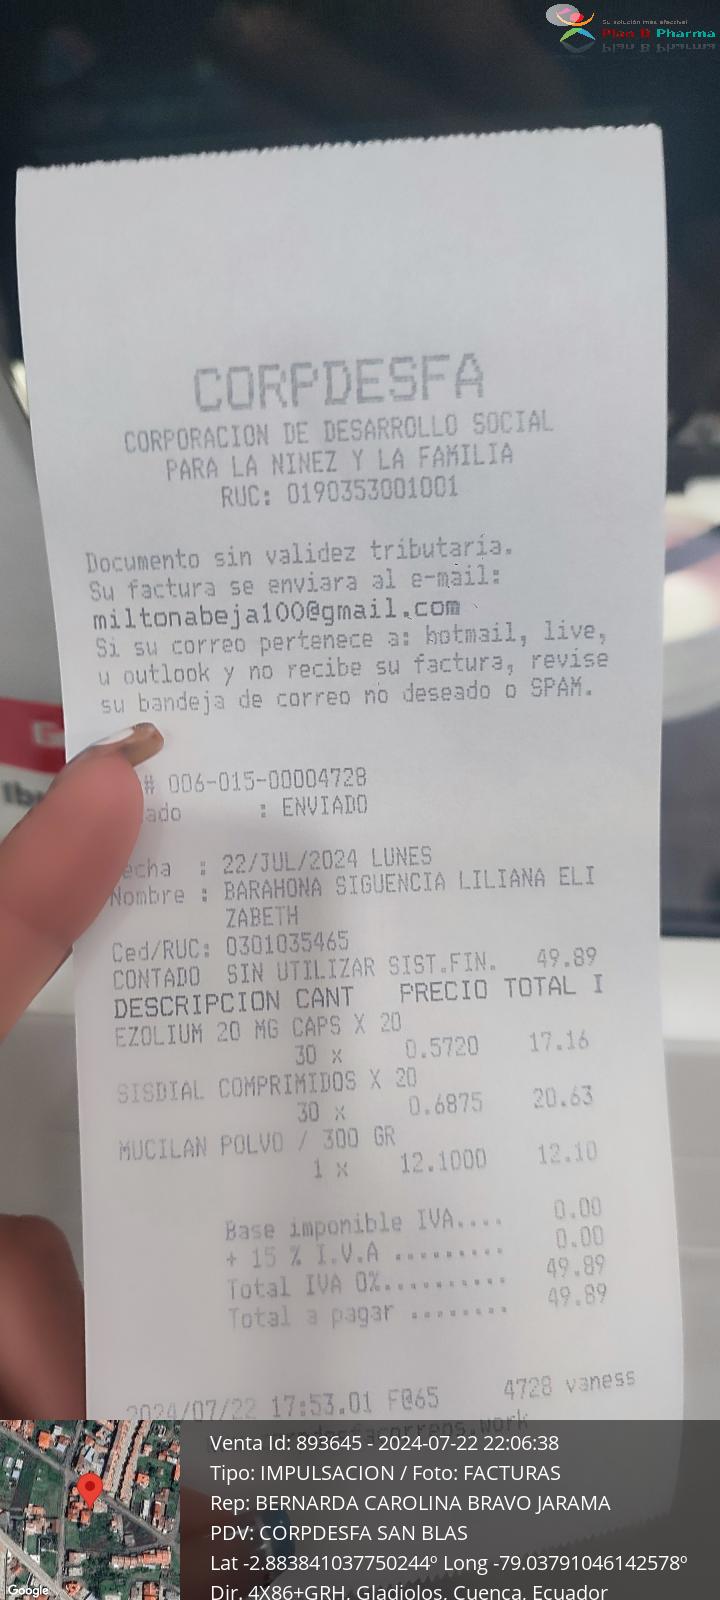 Su solución más efectiva!
Plan B Pharma
CORPDESFA
CORPORACION DE DESARROLLO SOCIAL
PARA LA NINEZ Y LA FAMILIA
RUC: 0190353001001
Documento sin validez tributaria.
Su factura se enviara al e-mail:
miltonabeja100@gmail.com
Si su correo pertenece a: hotmail, live,
u outlook y no recibe su factura, revise
su bandeja de correo no deseado o SPAM.
# 006-015-00004728
ado : ENVIADO
echa : 22/JUL/2024 LUNES
Nombre : BARAHONA SIGUENCIA LILIANA ELI
ZABETH
Ced/RUC: 0301035465
CONTADO SIN UTILIZAR SIST.FIN. 49.89
DESCRIPCION CANT PRECIO TOTAL I
EZOLIUM 20 MG CAPS X 20
30 x 0.5720 17.16
SISDIAL COMPRIMIDOS X 20
30 x 0.6875 20.63
MUCILAN POLVO / 300 GR
1 x 12.1000 12.10
Base imponible IVA.... 0.00
+ 15 % I.V.A ......... 0.00
Total IVA 0%.......... 49.89
Total a pagar ........ 49.89
2024/07/22 17:53.01 F@65 4728 vaness
Venta Id: 893645 - 2024-07-22 22:06:38
Tipo: IMPULSACION / Foto: FACTURAS
Rep: BERNARDA CAROLINA BRAVO JARAMA
PDV: CORPDESFA SAN BLAS
Lat -2.883841037750244º Long -79.03791046142578º
Dir. 4X86+GRH, Gladiolos, Cuenca, Ecuador
Google